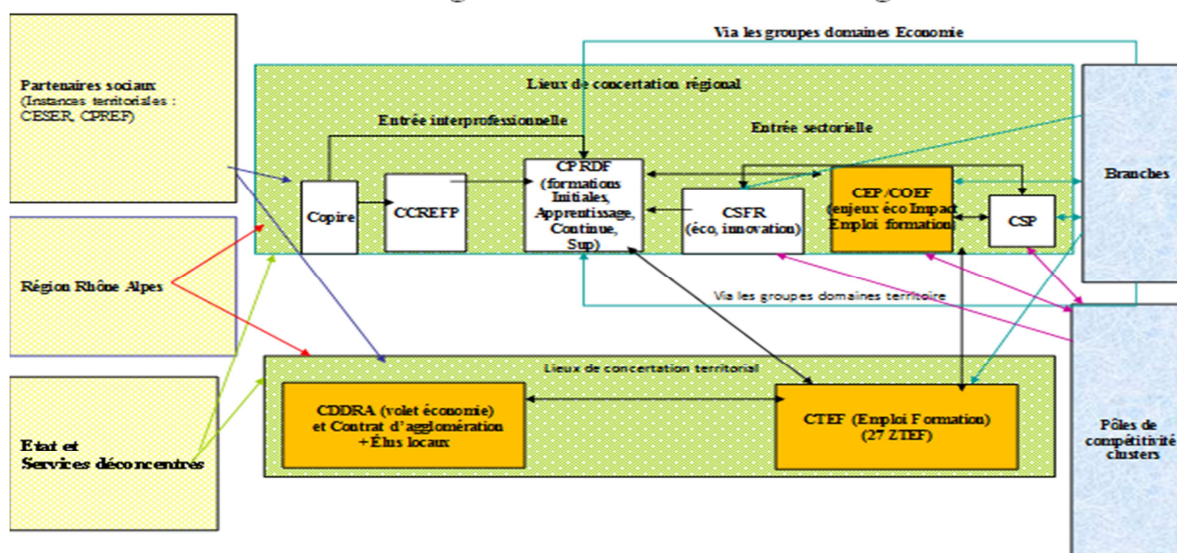 Via les groupes domaines Economie
Partenaires sociaux
(Instances territoriales :
CESER, CPREF)
Lieux de concertation régional
Entrée interprofessionnelle
Entrée sectorielle
Copire
CCREFP
CPRDF
(formations
Initiales,
Apprentissage,
Continue,
Sup)
CSFR
(éco, innovation)
CEP/COEF
(enjeux éco Impact
Emploi formation)
CSP
Branches
Région Rhône Alpes
Via les groupes domaines territoire
Lieux de concertation territorial
CDDRA (volet économie)
et Contrat d'agglomération
+Élus locaux
CTEF (Emploi Formation)
(27 ZTEF)
Etat et
Services déconcentrés
Pôles de
compétitivité
clusters